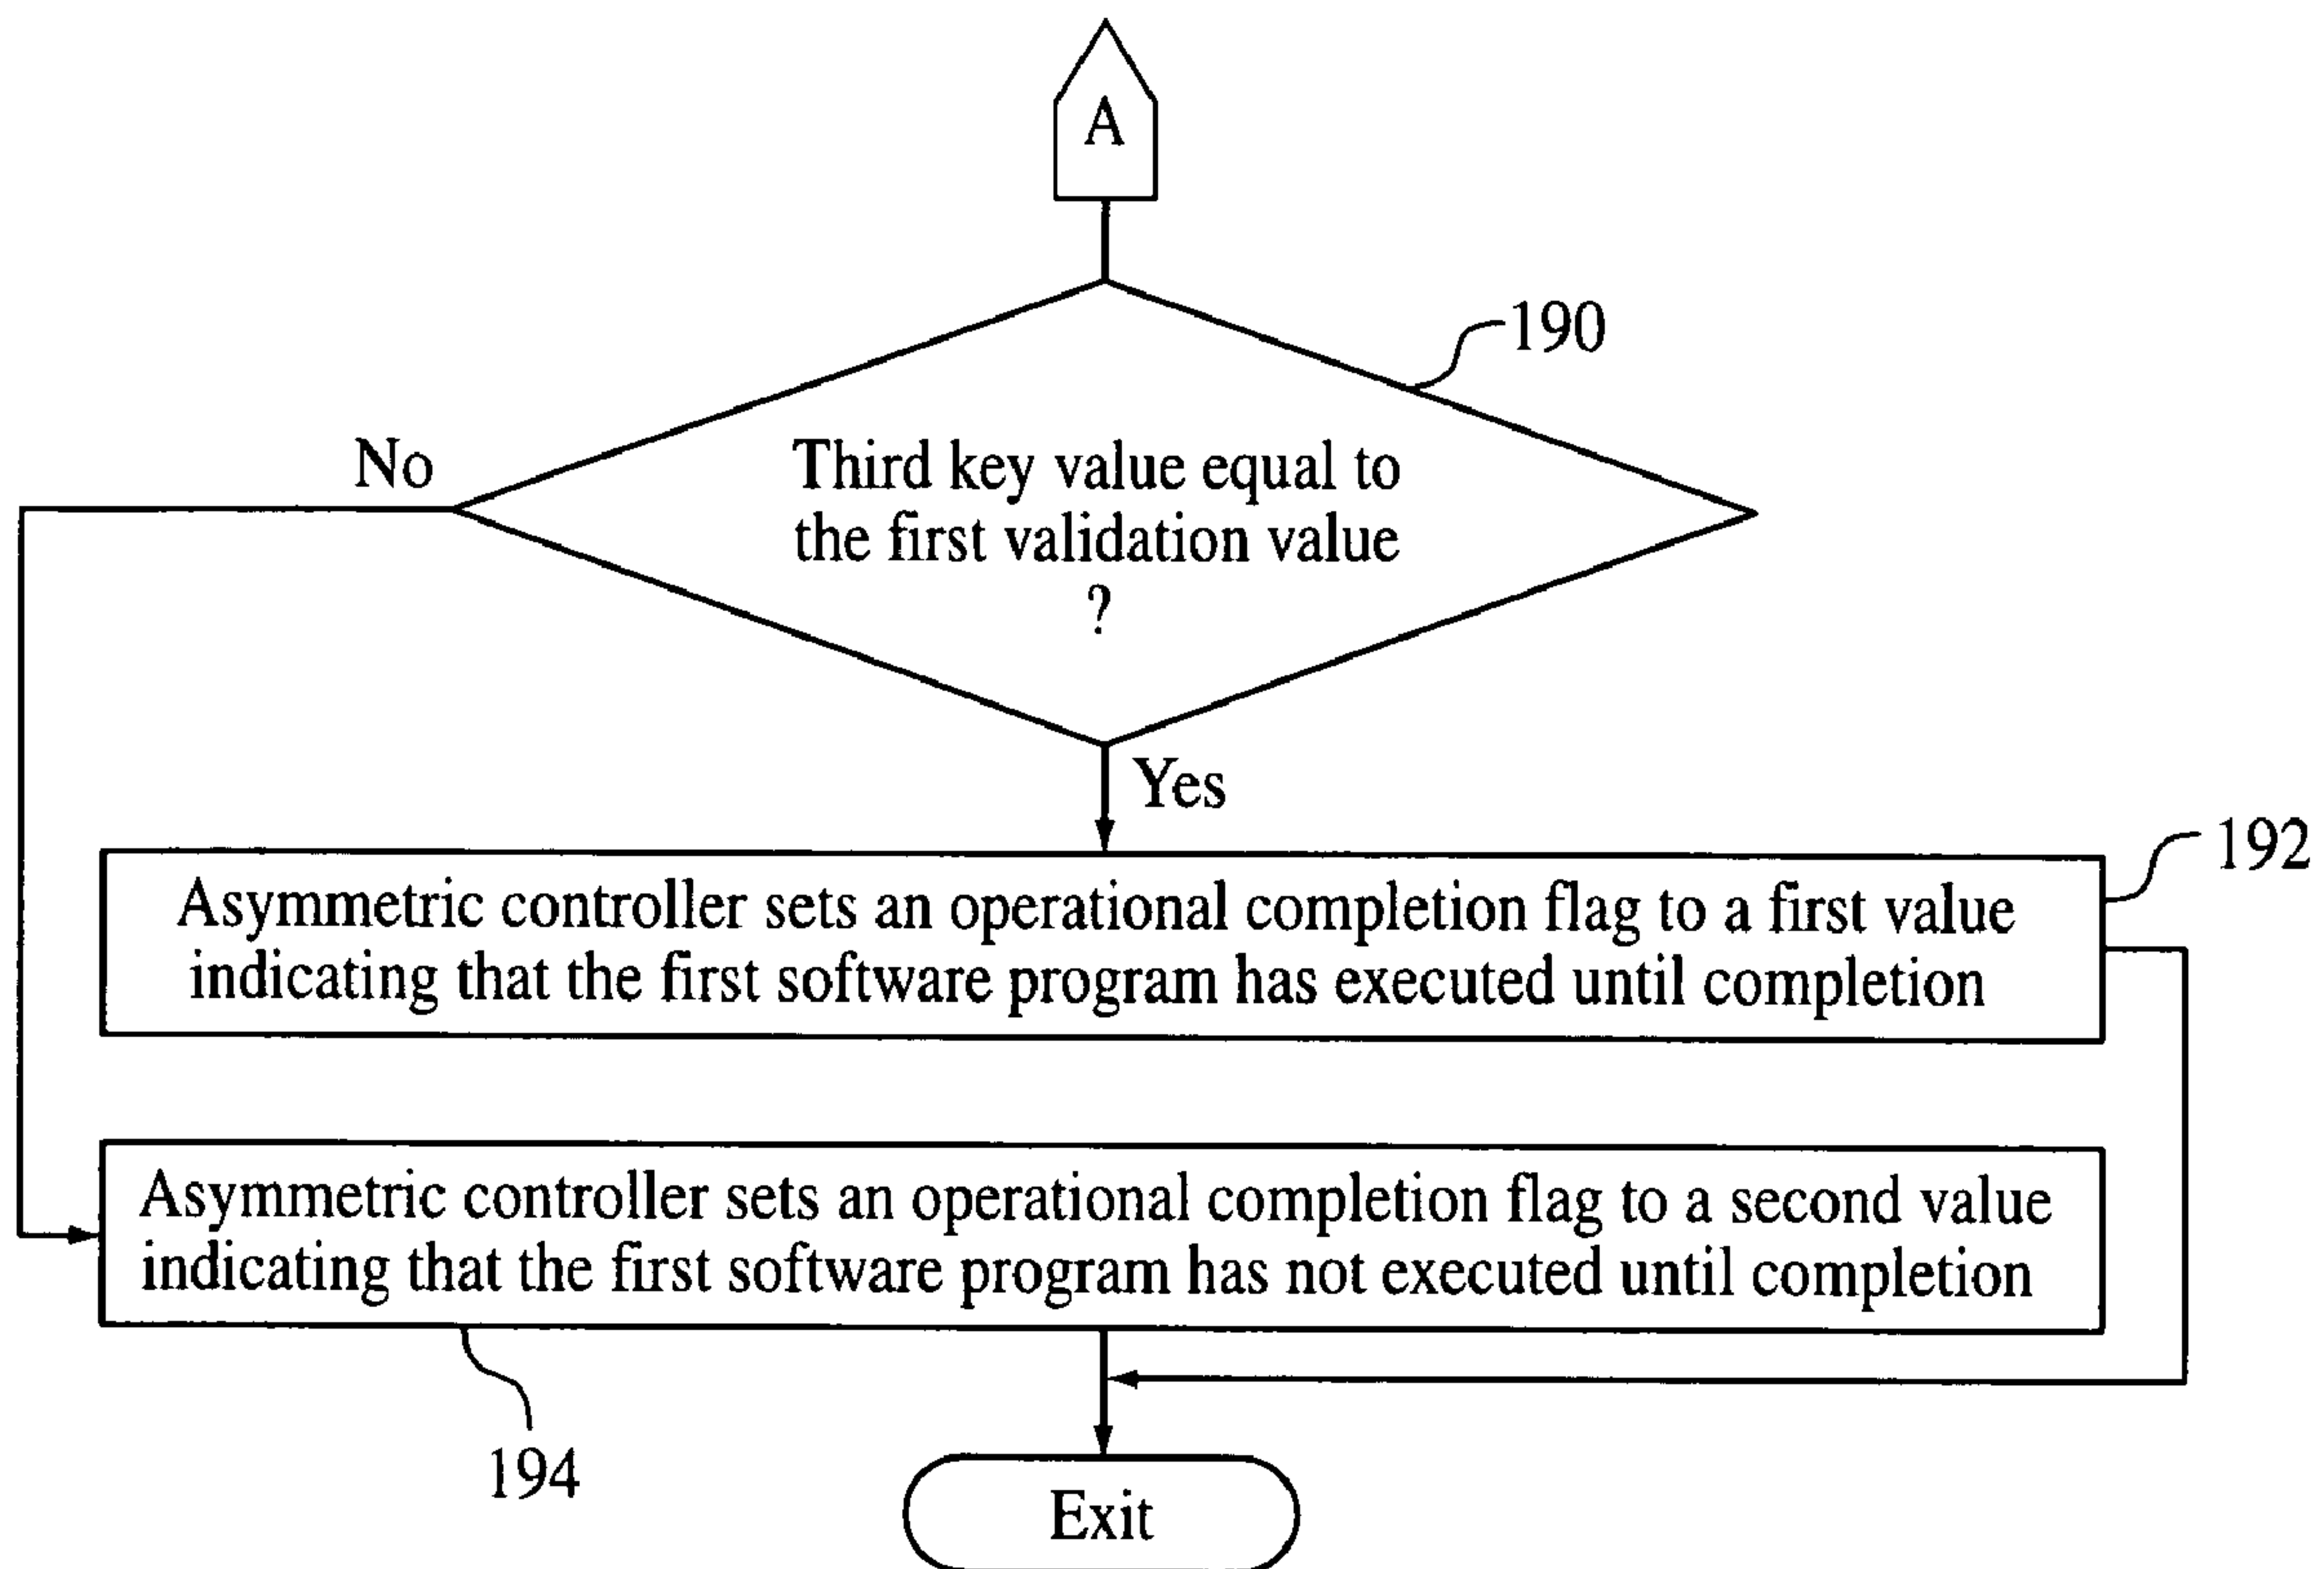 A
190
No
Third key value equal to
the first validation value
?
Yes
192
Asymmetric controller sets an operational completion flag to a first value
indicating that the first software program has executed until completion
Asymmetric controller sets an operational completion flag to a second value
indicating that the first software program has not executed until completion
194
Exit